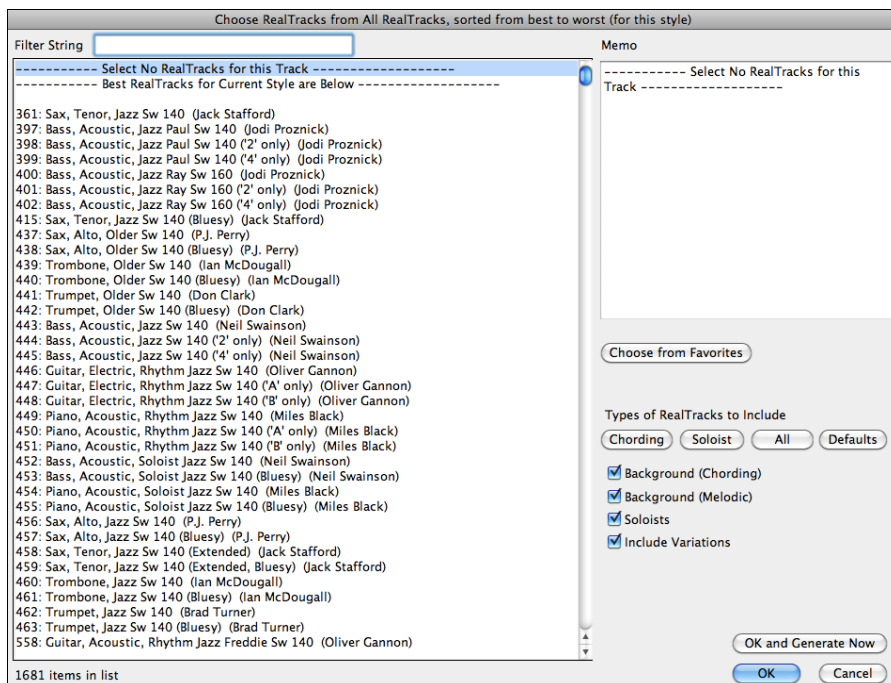 Choose RealTracks from All RealTracks, sorted from best to worst (for this style)
Filter String
Memo
----------- Select No RealTracks for this Track -------------------
----------- Best RealTracks for Current Style are Below -------------------
361: Sax, Tenor, Jazz Sw 140 (Jack Stafford)
397: Bass, Acoustic, Jazz Paul Sw 140 (Jodi Proznick)
398: Bass, Acoustic, Jazz Paul Sw 140 ('2' only) (Jodi Proznick)
399: Bass, Acoustic, Jazz Paul Sw 140 ('4' only) (Jodi Proznick)
400: Bass, Acoustic, Jazz Ray Sw 160 (Jodi Proznick)
401: Bass, Acoustic, Jazz Ray Sw 160 ('2' only) (Jodi Proznick)
402: Bass, Acoustic, Jazz Ray Sw 160 ('4' only) (Jodi Proznick)
415: Sax, Tenor, Jazz Sw 140 (Bluesy) (Jack Stafford)
437: Sax, Alto, Older Sw 140 (P.J. Perry)
438: Sax, Alto, Older Sw 140 (Bluesy) (P.J. Perry)
439: Trombone, Older Sw 140 (Ian McDougall)
440: Trombone, Older Sw 140 (Bluesy) (Ian McDougall)
441: Trumpet, Older Sw 140 (Don Clark)
442: Trumpet, Older Sw 140 (Bluesy) (Don Clark)
443: Bass, Acoustic, Jazz Sw 140 (Neil Swainson)
444: Bass, Acoustic, Jazz Sw 140 ('2' only) (Neil Swainson)
445: Bass, Acoustic, Jazz Sw 140 ('4' only) (Neil Swainson)
446: Guitar, Electric, Rhythm Jazz Sw 140 (Oliver Gannon)
447: Guitar, Electric, Rhythm Jazz Sw 140 ('A' only) (Oliver Gannon)
448: Guitar, Electric, Rhythm Jazz Sw 140 ('B' only) (Oliver Gannon)
449: Piano, Acoustic, Rhythm Jazz Sw 140 (Miles Black)
450: Piano, Acoustic, Rhythm Jazz Sw 140 ('A' only) (Miles Black)
451: Piano, Acoustic, Rhythm Jazz Sw 140 ('B' only) (Miles Black)
452: Bass, Acoustic, Soloist Jazz Sw 140 (Neil Swainson)
453: Bass, Acoustic, Soloist Jazz Sw 140 (Bluesy) (Neil Swainson)
454: Piano, Acoustic, Soloist Jazz Sw 140 (Miles Black)
455: Piano, Acoustic, Soloist Jazz Sw 140 (Bluesy) (Miles Black)
456: Sax, Alto, Jazz Sw 140 (P.J. Perry)
457: Sax, Alto, Jazz Sw 140 (Bluesy) (P.J. Perry)
458: Sax, Tenor, Jazz Sw 140 (Extended) (Jack Stafford)
459: Sax, Tenor, Jazz Sw 140 (Extended, Bluesy) (Jack Stafford)
460: Trombone, Jazz Sw 140 (Ian McDougall)
461: Trombone, Jazz Sw 140 (Bluesy) (Ian McDougall)
462: Trumpet, Jazz Sw 140 (Brad Turner)
463: Trumpet, Jazz Sw 140 (Bluesy) (Brad Turner)
558: Guitar, Acoustic, Rhythm Jazz Freddie Sw 140 (Oliver Gannon)
1681 items in list
----------- Select No RealTracks for this
Track -------------------
Choose from Favorites
Types of RealTracks to Include
Chording Soloist All Defaults
Background (Chording)
Background (Melodic)
Soloists
Include Variations
OK and Generate Now
OK Cancel